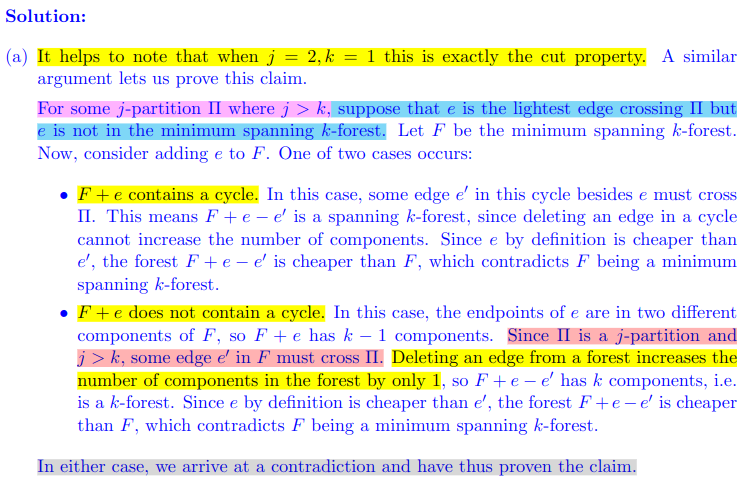 Solution:
(a) It helps to note that when j = 2, k = 1 this is exactly the cut property. A similar
argument lets us prove this claim.
For some j-partition Π where j > k, suppose that e is the lightest edge crossing Π but
e is not in the minimum spanning k-forest. Let F be the minimum spanning k-forest.
Now, consider adding e to F. One of two cases occurs:
• F + e contains a cycle. In this case, some edge e′ in this cycle besides e must cross
Π. This means F + e − e′ is a spanning k-forest, since deleting an edge in a cycle
cannot increase the number of components. Since e by definition is cheaper than
e′, the forest F + e − e′ is cheaper than F, which contradicts F being a minimum
spanning k-forest.
• F + e does not contain a cycle. In this case, the endpoints of e are in two different
components of F, so F + e has k − 1 components. Since Π is a j-partition and
j > k, some edge e′ in F must cross Π. Deleting an edge from a forest increases the
number of components in the forest by only 1, so F + e − e′ has k components, i.e.
is a k-forest. Since e by definition is cheaper than e′, the forest F + e − e′ is cheaper
than F, which contradicts F being a minimum spanning k-forest.
In either case, we arrive at a contradiction and have thus proven the claim.